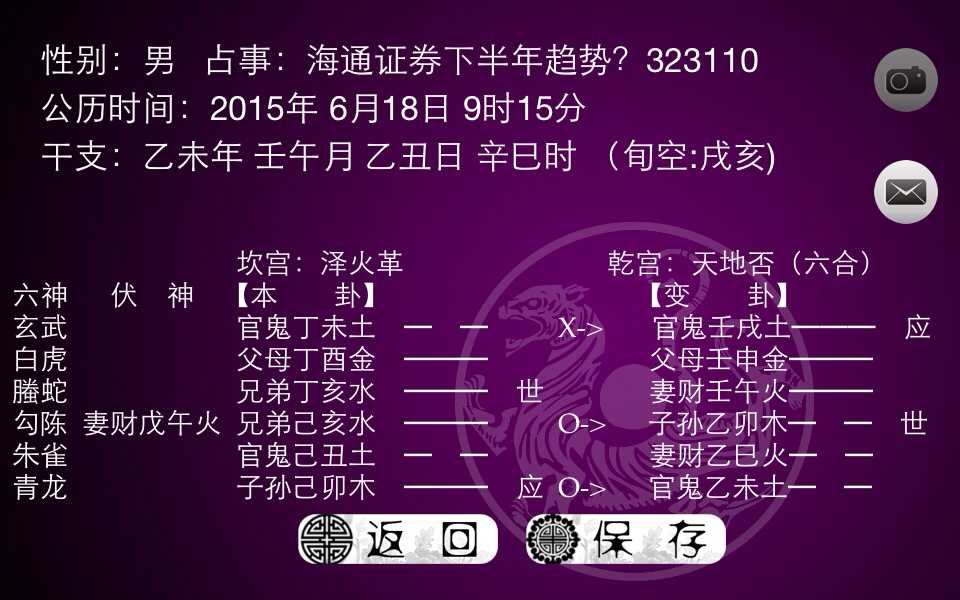 性别：男 占事：海通证券下半年趋势？323110
公历时间：2015年 6月18日 9时15分
干支：乙未年 壬午月 乙丑日 辛巳时 （旬空:戌亥)
坎宫：泽火革 乾宫：天地否（六合）
六神 伏 神 【本 卦】 【变 卦】
玄武 官鬼丁未土 X-> 官鬼壬戌土 应
白虎 父母丁酉金 父母壬申金
螣蛇 兄弟丁亥水 世 妻财壬午火
勾陈 妻财戊午火 兄弟己亥水 O-> 子孙乙卯木 世
朱雀 官鬼己丑土 妻财乙巳火
青龙 子孙己卯木 应 O-> 官鬼乙未土
返 回 保 存